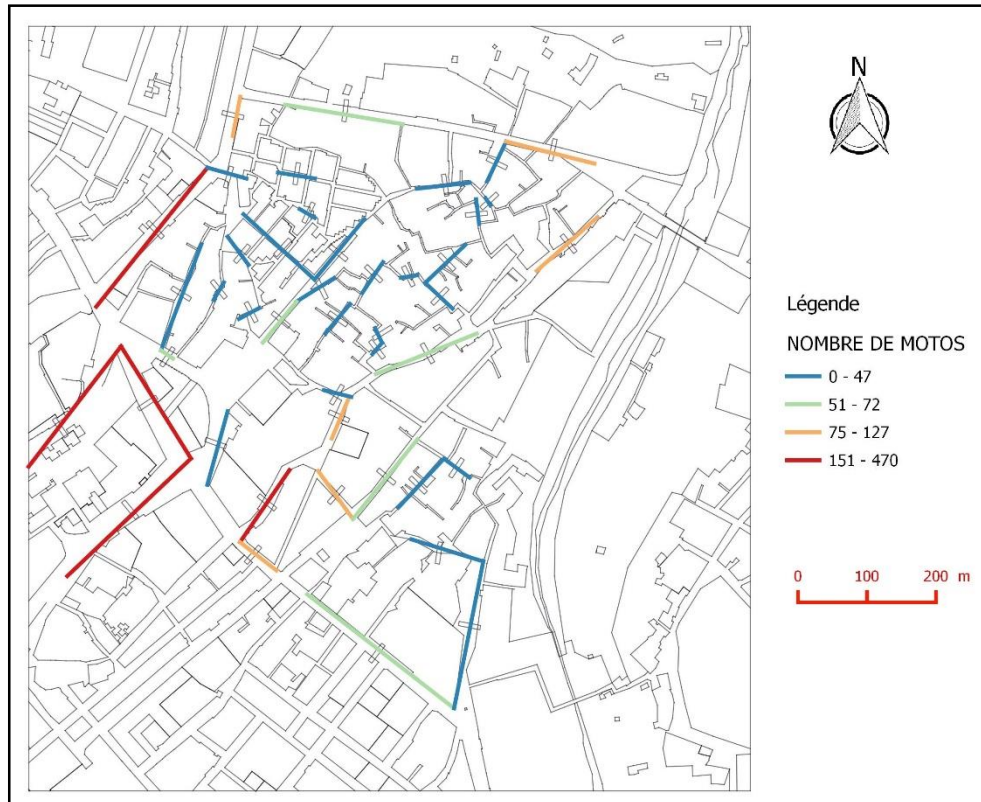 N
Légende
NOMBRE DE MOTOS
0 - 47
51 - 72
75 - 127
151 - 470
0 100 200 m